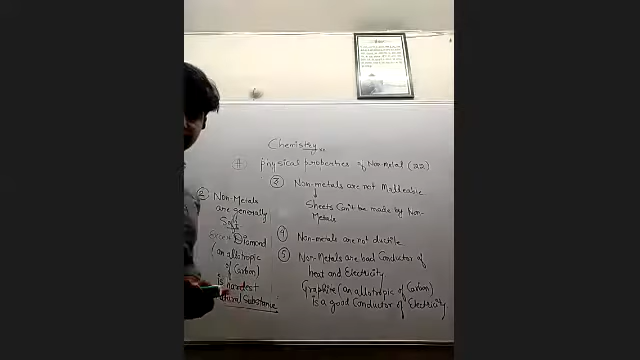 Chemistry
# Physical properties of Non-Metal (22)
② Non-Metals
are generally
Soft
Except Diamond
(an allotropic
of Carbon)
is hardest
Natural Substance
③ Non-metals are not Malleable
↓
Sheets Can't be made by Non-
Metals
④ Non-metals are not ductile
⑤ Non-Metals are bad Conductor of
heat and Electricity
Graphite (an allotropic of Carbon)
is a good Conductor of Electricity